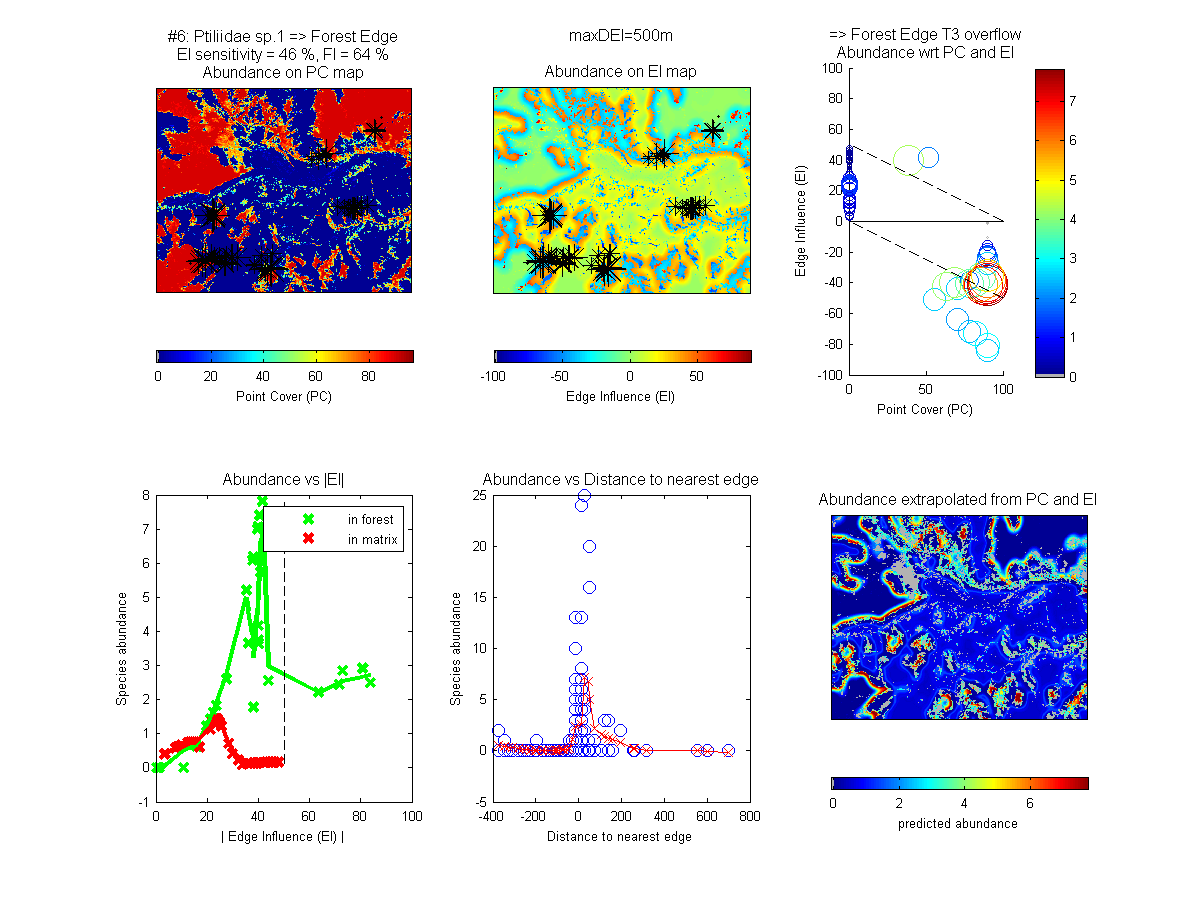 #6: Ptiliidae sp.1 => Forest Edge
EI sensitivity = 46 %, FI = 64 %
Abundance on PC map
0 20 40 60 80
Point Cover (PC)
maxDEI=500m
Abundance on EI map
-100 -50 0 50
Edge Influence (EI)
=> Forest Edge T3 overflow
Abundance wrt PC and EI
100
80
60
40
20
0
-20
-40
-60
-80
-100
Edge Influence (EI)
0 50 100
Point Cover (PC)
7
6
5
4
3
2
1
0
Abundance vs |EI|
in forest
in matrix
8
7
6
5
4
3
2
1
0
-1
Species abundance
0 20 40 60 80 100
| Edge Influence (EI) |
Abundance vs Distance to nearest edge
25
20
15
10
5
0
-5
Species abundance
-400 -200 0 200 400 600 800
Distance to nearest edge
Abundance extrapolated from PC and EI
0 2 4 6
predicted abundance